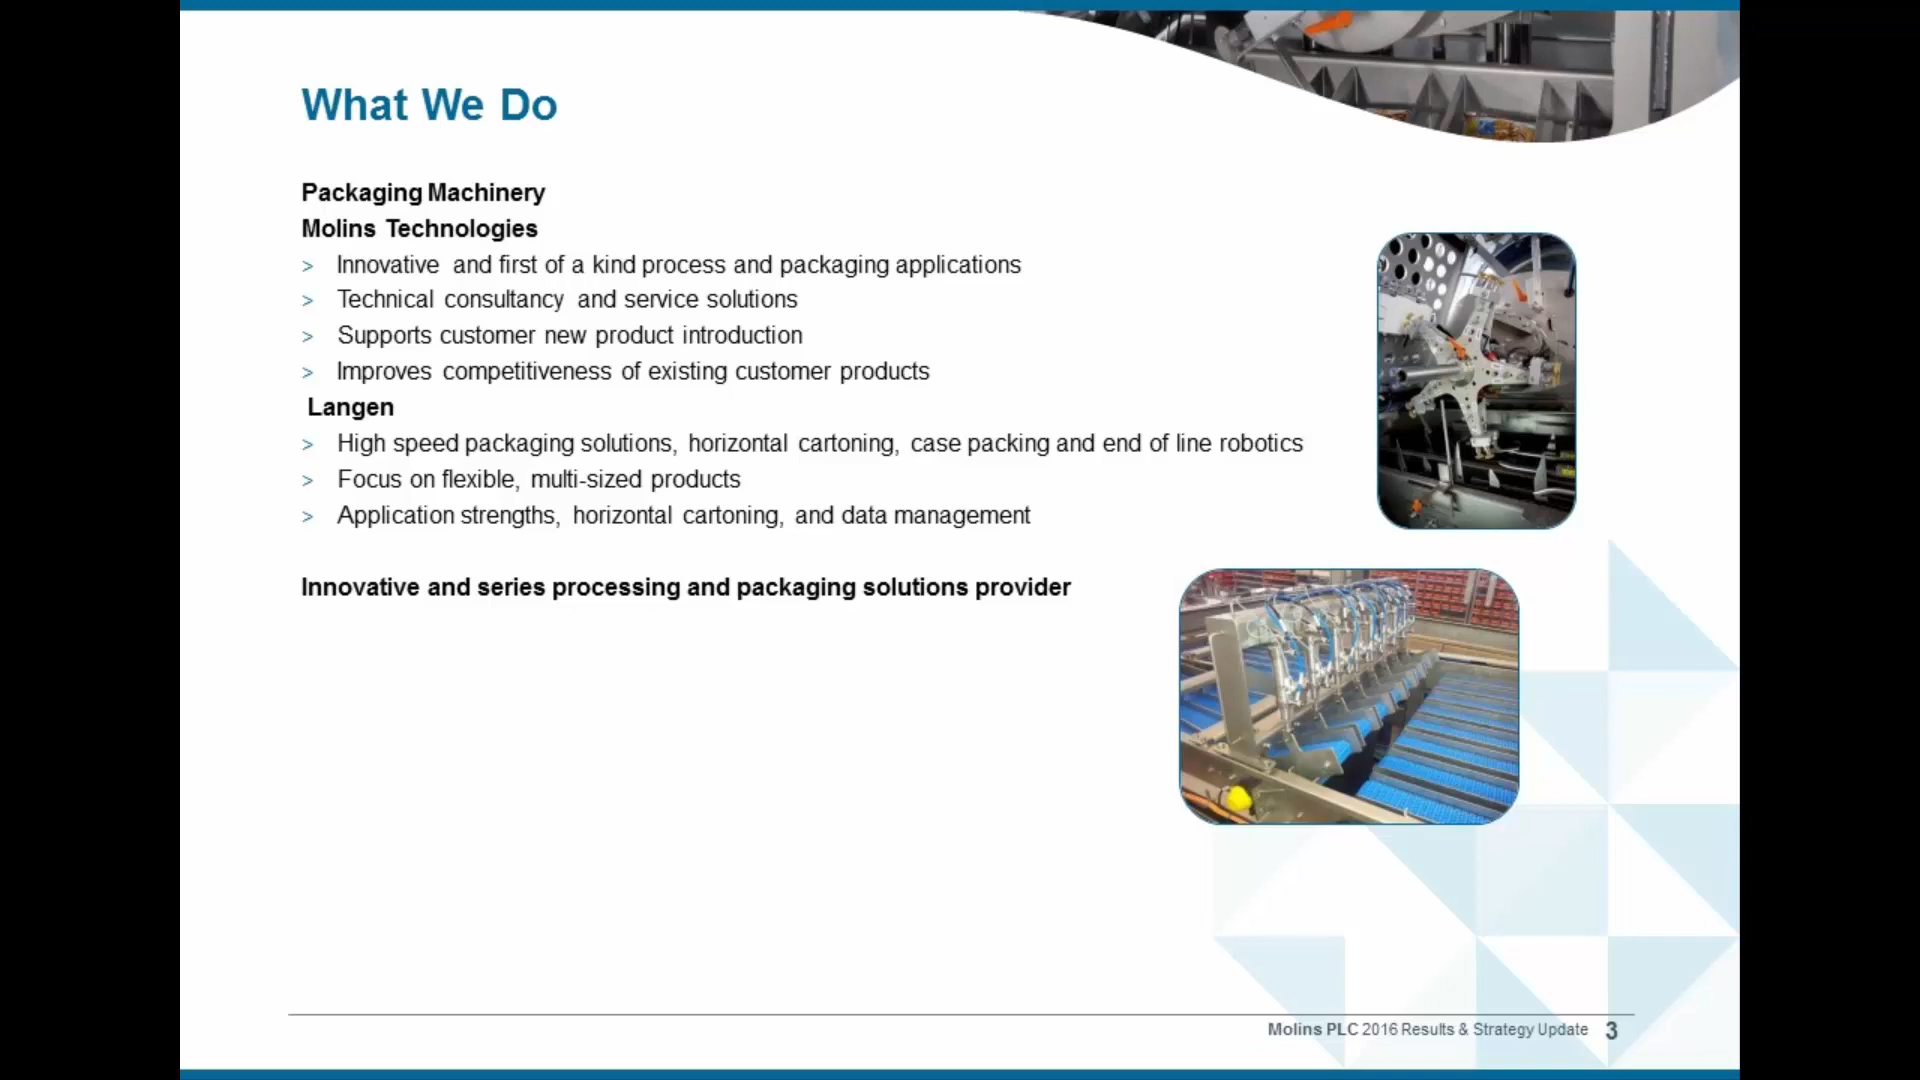 What We Do
Packaging Machinery
Molins Technologies
> Innovative and first of a kind process and packaging applications
> Technical consultancy and service solutions
> Supports customer new product introduction
> Improves competitiveness of existing customer products
Langen
> High speed packaging solutions, horizontal cartoning, case packing and end of line robotics
> Focus on flexible, multi-sized products
> Application strengths, horizontal cartoning, and data management
Innovative and series processing and packaging solutions provider
Molins PLC 2016 Results & Strategy Update 3